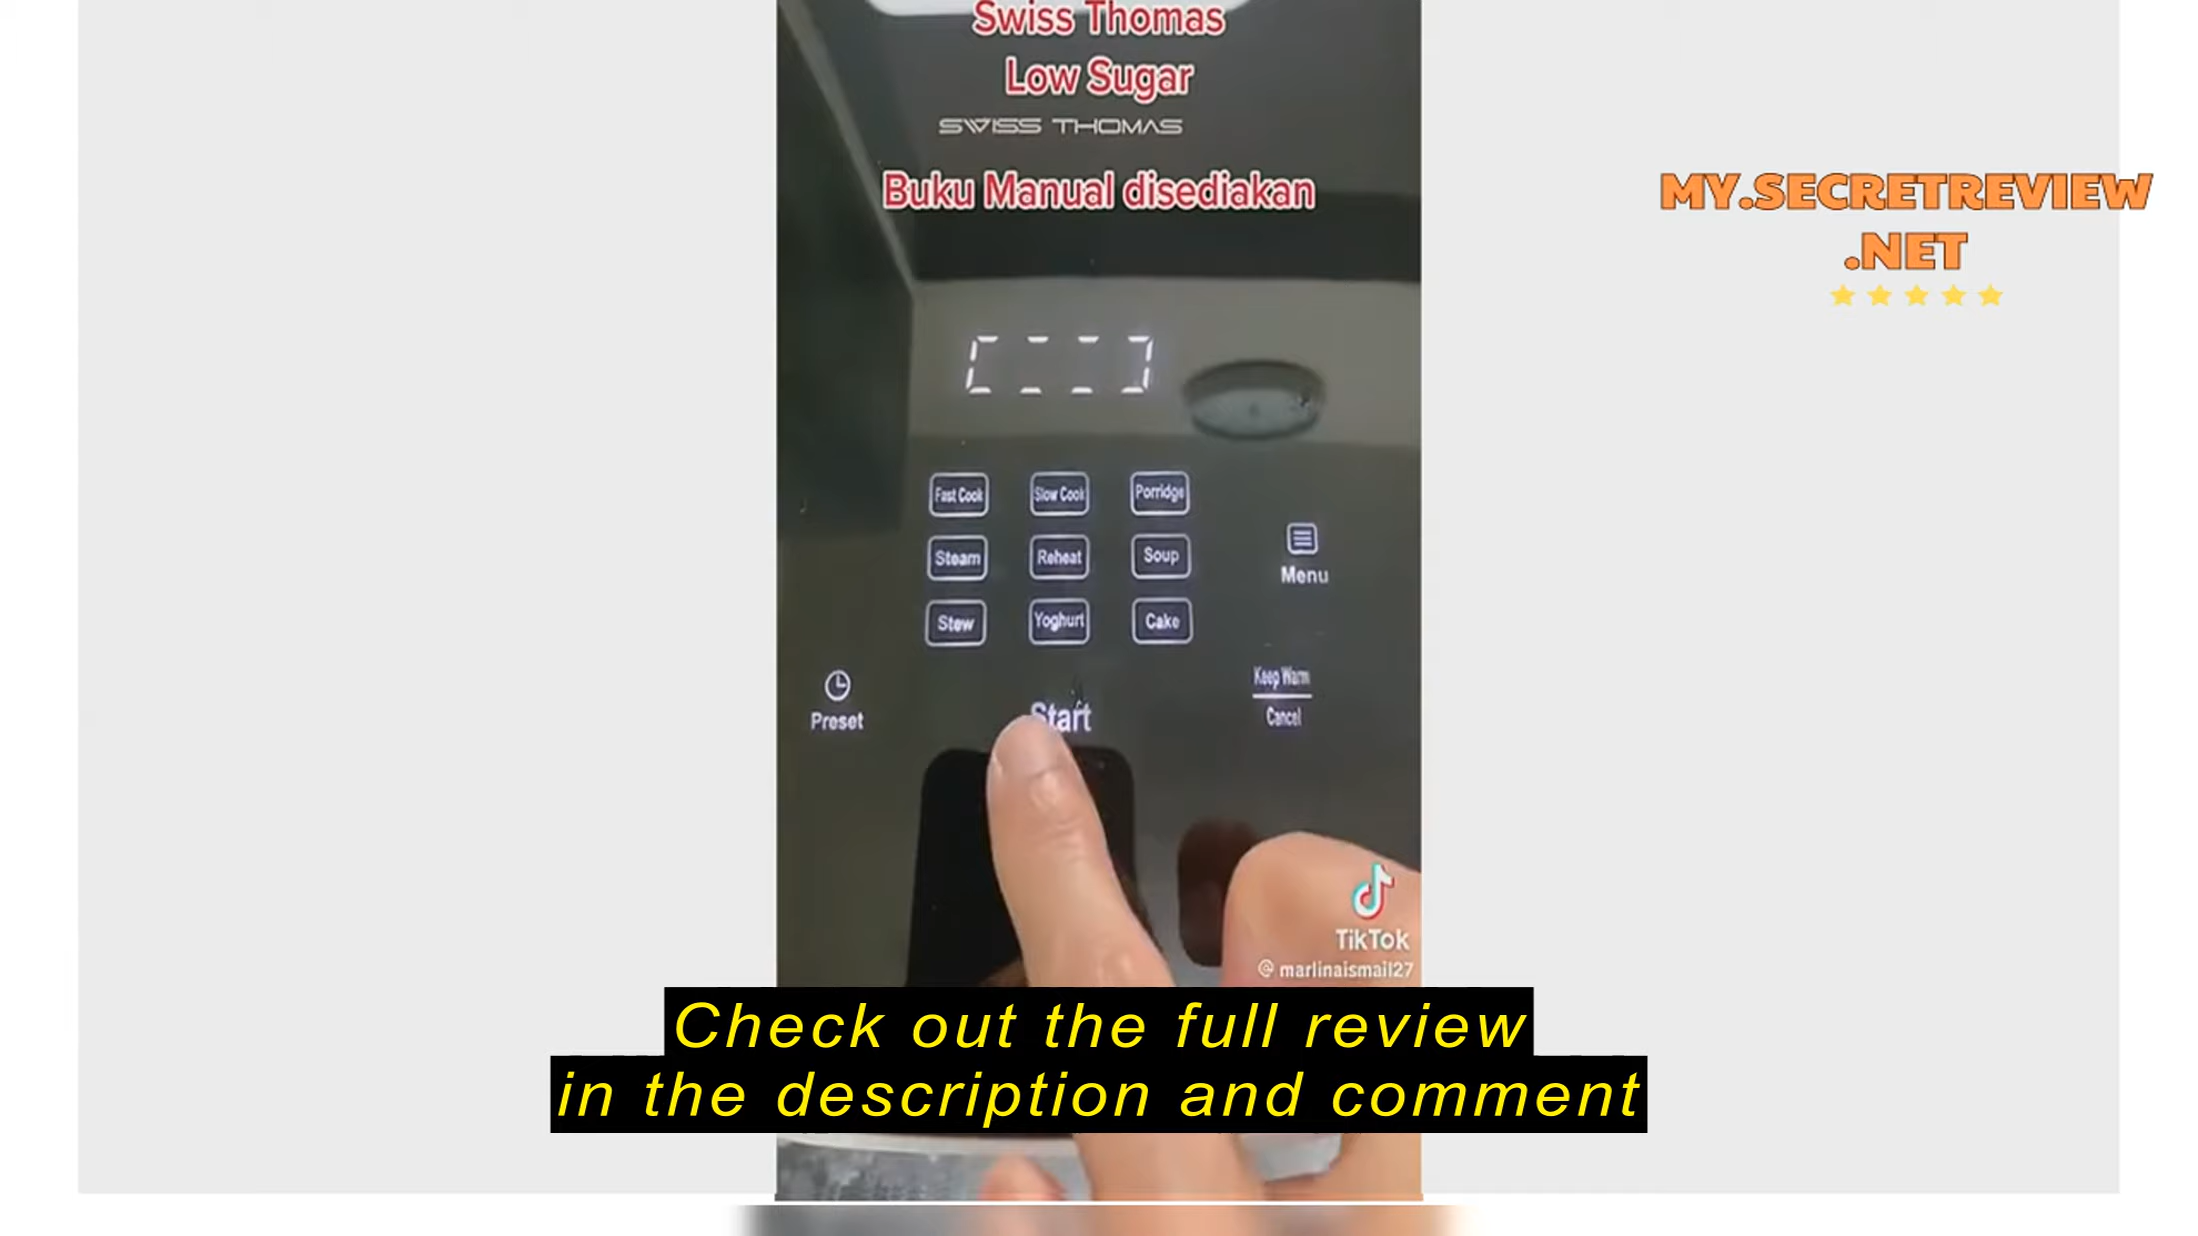 Swiss Thomas
Low Sugar
SWISS THOMAS
Buku Manual disediakan
MY.SECRETREVIEW
.NET
Fast Cook
Slow Cook
Porridge
Steam
Reheat
Soup
Menu
Stew
Yoghurt
Cake
Keep Warm
Cancel
Preset
Start
TikTok
@ marlinaismail27
Check out the full review
in the description and comment